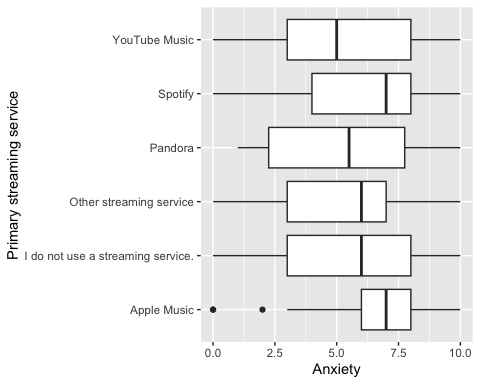 Primary streaming service
YouTube Music
Spotify
Pandora
Other streaming service
I do not use a streaming service.
Apple Music
0.0 2.5 5.0 7.5 10.0
Anxiety